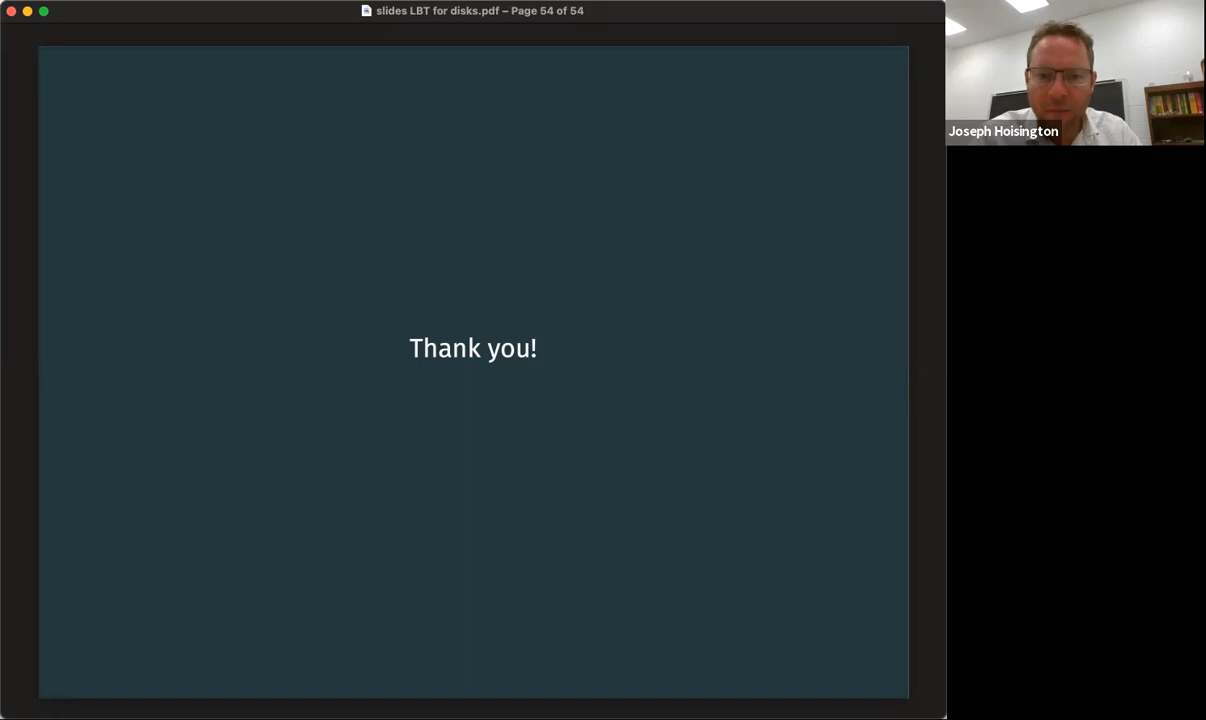 slides LBT for disks.pdf – Page 54 of 54
Thank you!
Joseph Hoisington